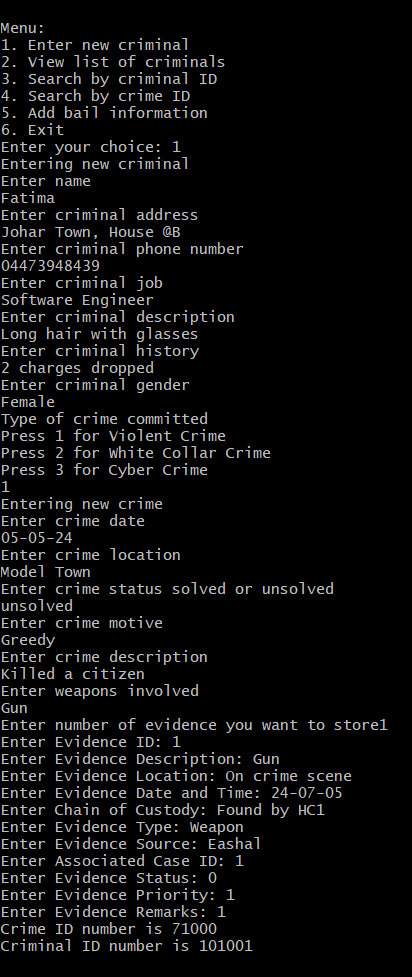 Menu:
1. Enter new criminal
2. View list of criminals
3. Search by criminal ID
4. Search by crime ID
5. Add bail information
6. Exit
Enter your choice: 1
Entering new criminal
Enter name
Fatima
Enter criminal address
Johar Town, House @B
Enter criminal phone number
04473948439
Enter criminal job
Software Engineer
Enter criminal description
Long hair with glasses
Enter criminal history
2 charges dropped
Enter criminal gender
Female
Type of crime committed
Press 1 for Violent Crime
Press 2 for White Collar Crime
Press 3 for Cyber Crime
1
Entering new crime
Enter crime date
05-05-24
Enter crime location
Model Town
Enter crime status solved or unsolved
unsolved
Enter crime motive
Greedy
Enter crime description
Killed a citizen
Enter weapons involved
Gun
Enter number of evidence you want to store1
Enter Evidence ID: 1
Enter Evidence Description: Gun
Enter Evidence Location: On crime scene
Enter Evidence Date and Time: 24-07-05
Enter Chain of Custody: Found by HC1
Enter Evidence Type: Weapon
Enter Evidence Source: Eashal
Enter Associated Case ID: 1
Enter Evidence Status: 0
Enter Evidence Priority: 1
Enter Evidence Remarks: 1
Crime ID number is 71000
Criminal ID number is 101001